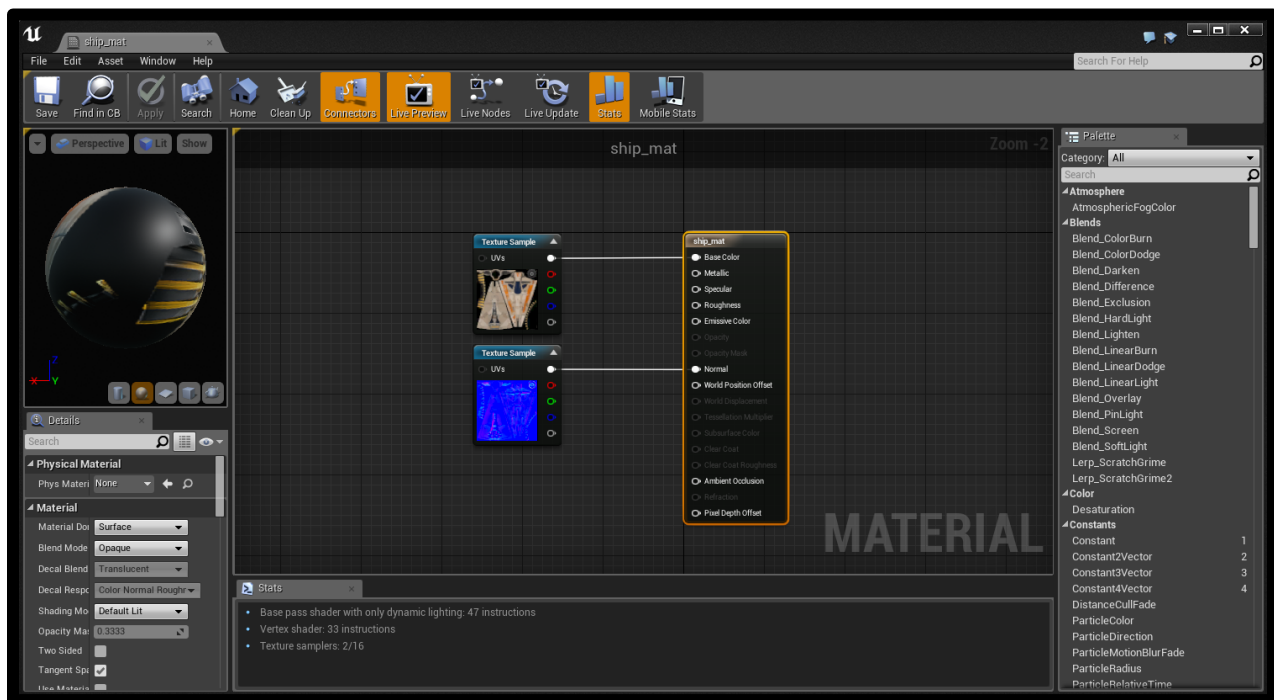 ship_mat
File Edit Asset Window Help
Search For Help
Save Find in CB Apply Search Home Clean Up Connectors Live Preview Live Nodes Live Update Stats Mobile Stats
Perspective Lit Show
Z
Y
Details
Search
Physical Material
Phys Materi None
Material
Material Do Surface
Blend Mode Opaque
Decal Blend Translucent
Decal Respo Color Normal Roughr
Shading Mo Default Lit
Opacity Ma 0.3333
Two Sided
Tangent Spa
Use Materia
ship_mat
Zoom -2
Texture Sample
UVs
Texture Sample
UVs
ship_mat
Base Color
Metallic
Specular
Roughness
Emissive Color
Opacity
Opacity Mask
Normal
World Position Offset
World Displacement
Tessellation Multiplier
Subsurface Color
Clear Coat
Clear Coat Roughness
Ambient Occlusion
Refraction
Pixel Depth Offset
MATERIAL
Stats
Base pass shader with only dynamic lighting: 47 instructions
Vertex shader: 33 instructions
Texture samplers: 2/16
Palette
Category: All
Search
Atmosphere
AtmosphericFogColor
Blends
Blend_ColorBurn
Blend_ColorDodge
Blend_Darken
Blend_Difference
Blend_Exclusion
Blend_HardLight
Blend_Lighten
Blend_LinearBurn
Blend_LinearDodge
Blend_LinearLight
Blend_Overlay
Blend_PinLight
Blend_Screen
Blend_SoftLight
Lerp_ScratchGrime
Lerp_ScratchGrime2
Color
Desaturation
Constants
Constant 1
Constant2Vector 2
Constant3Vector 3
Constant4Vector 4
DistanceCullFade
ParticleColor
ParticleDirection
ParticleMotionBlurFade
ParticleRadius
ParticleRelativeTime